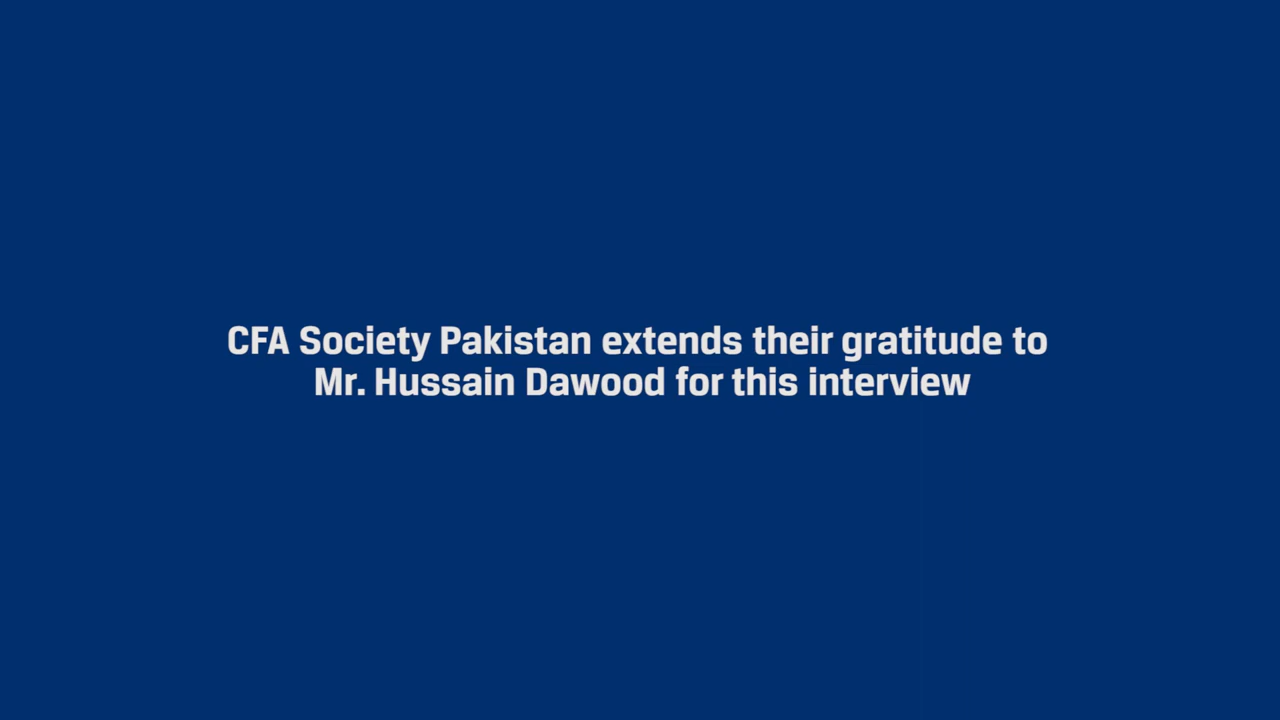 CFA Society Pakistan extends their gratitude to
Mr. Hussain Dawood for this interview